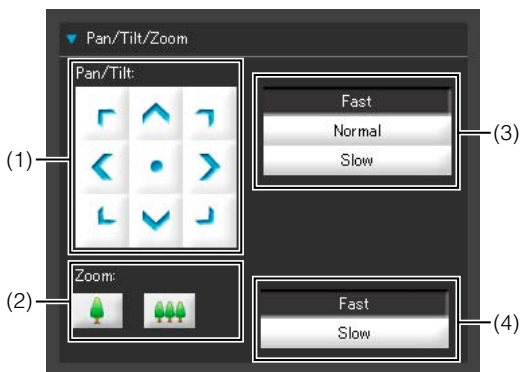 Pan/Tilt/Zoom
Pan/Tilt:
(1)
Fast
Normal
Slow
(3)
Zoom:
(2)
Fast
Slow
(4)